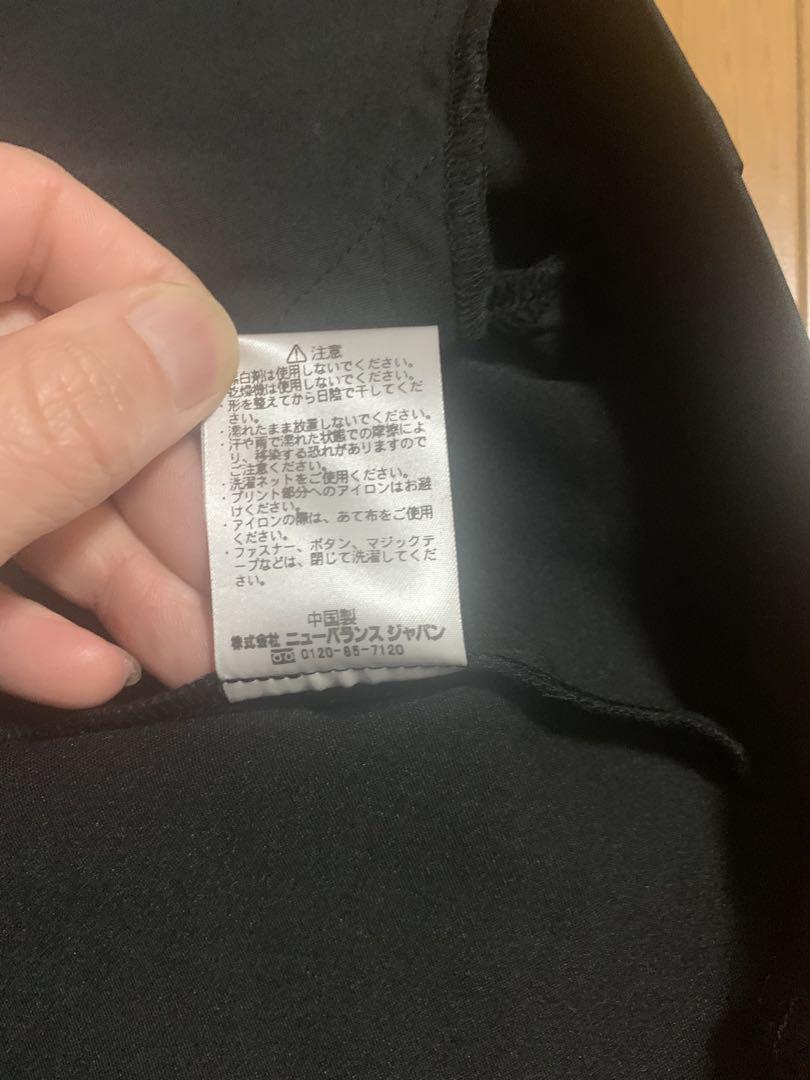 ⚠ 注意
白剤は使用しないでください。
乾燥機は使用しないでください。
・形を整えてから日陰で干してくだ
さい。
・濡れたまま放置しないでください。
・汗や雨で濡れた状態での摩擦によ
り、移染する恐れがありますので
ご注意ください。
・洗濯ネットをご使用ください。
・プリント部分へのアイロンはお避
けください。
・アイロンの際は、あて布をご使用
ください。
・ファスナー、ボタン、マジックテ
ープなどは、閉じて洗濯してくだ
さい。
中国製
株式会社 ニューバランス ジャパン
0120-85-7120